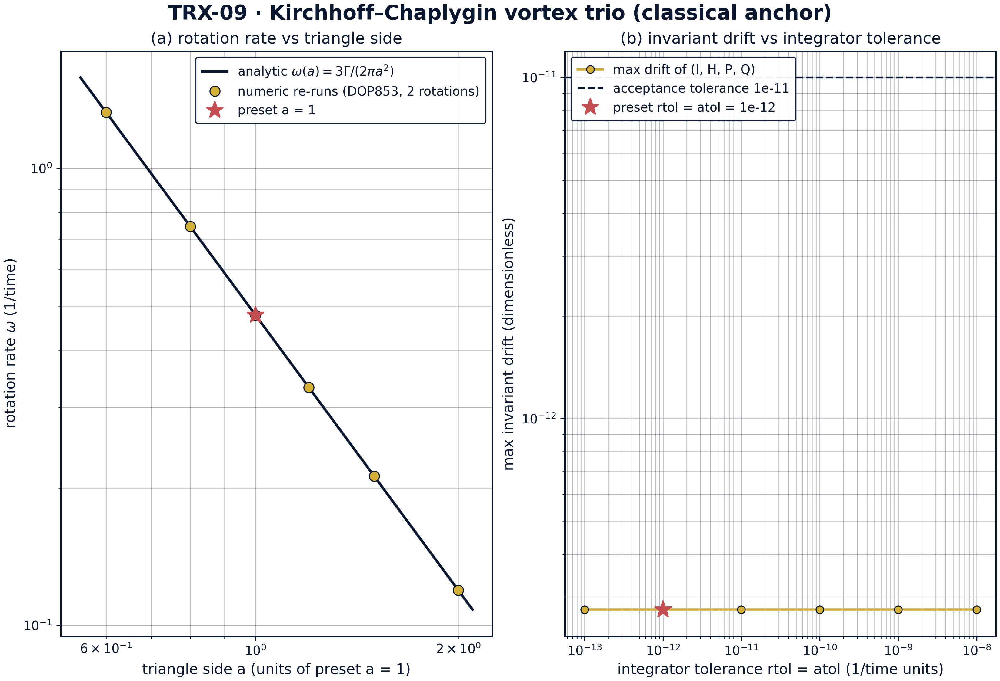 TRX-09 · Kirchhoff–Chaplygin vortex trio (classical anchor)
(a) rotation rate vs triangle side
analytic ω(a) = 3Γ/(2πa²)
numeric re-runs (DOP853, 2 rotations)
preset a = 1
rotation rate ω (1/time)
10⁰
10⁻¹
6 × 10⁻¹
10⁰
2 × 10⁰
triangle side a (units of preset a = 1)
(b) invariant drift vs integrator tolerance
max drift of (I, H, P, Q)
acceptance tolerance 1e-11
preset rtol = atol = 1e-12
max invariant drift (dimensionless)
10⁻¹¹
10⁻¹²
10⁻¹³
10⁻¹²
10⁻¹¹
10⁻¹⁰
10⁻⁹
10⁻⁸
integrator tolerance rtol = atol (1/time units)